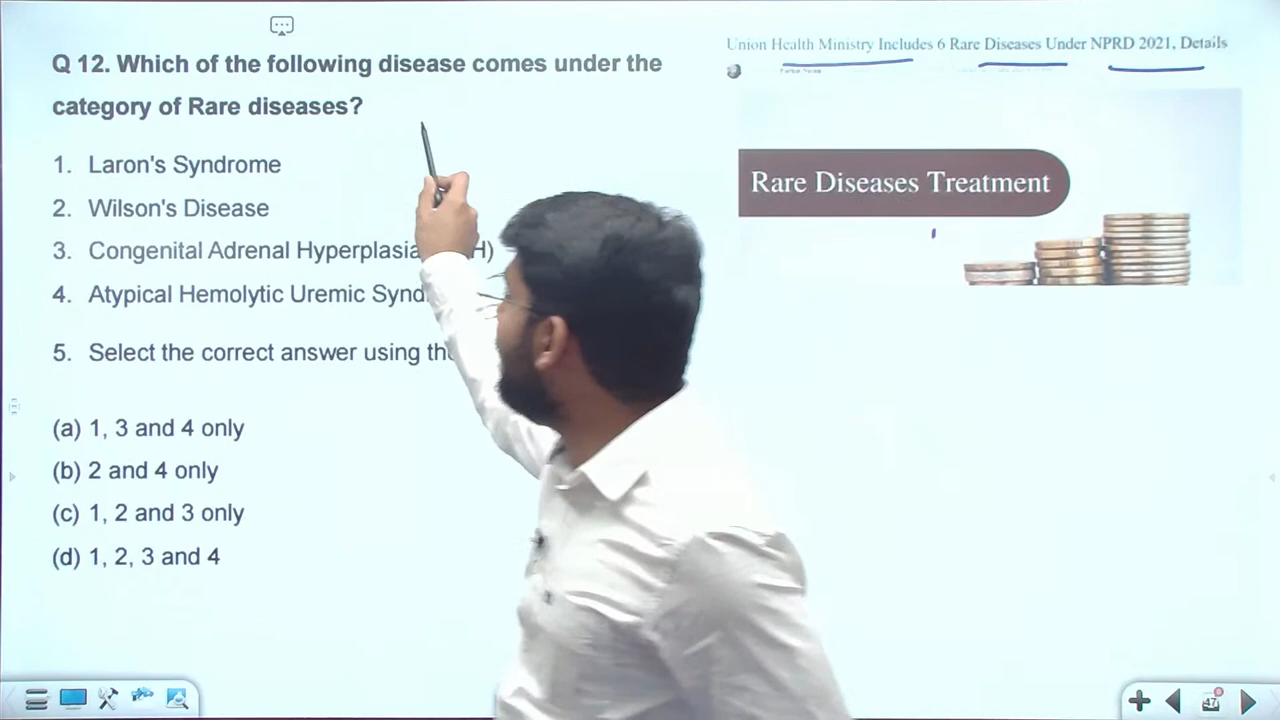 Q 12. Which of the following disease comes under the
category of Rare diseases?
1. Laron's Syndrome
2. Wilson's Disease
3. Congenital Adrenal Hyperplasia H)
4. Atypical Hemolytic Uremic Synd
5. Select the correct answer using th
(a) 1, 3 and 4 only
(b) 2 and 4 only
(c) 1, 2 and 3 only
(d) 1, 2, 3 and 4
Union Health Ministry Includes 6 Rare Diseases Under NPRD 2021, Details
Rare Diseases Treatment
47